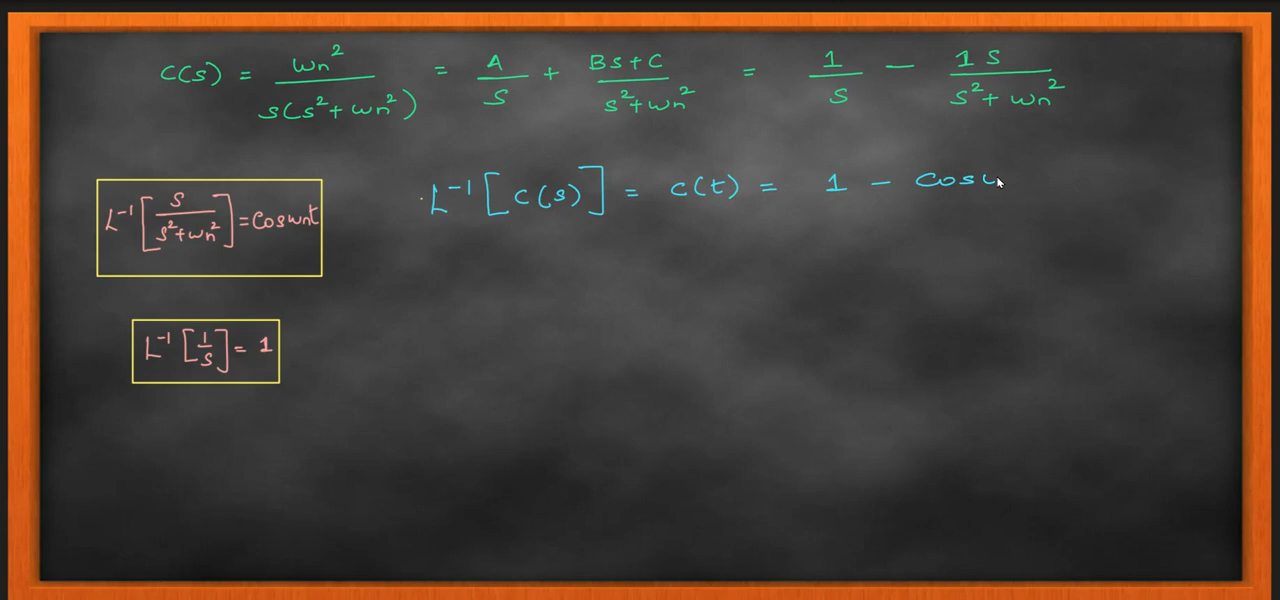 C(s) = wn² / s(s² + wn²) = A / s + Bs + C / s² + wn² = 1 / s − 1 s / s² + wn²
L⁻¹ [ C(s) ] = c(t) = 1 − cosω
L⁻¹ [ s / s² + wn² ] = coswnt
L⁻¹ [ 1 / s ] = 1